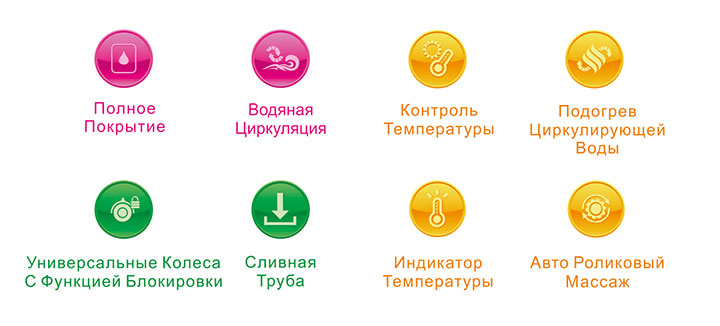 Полное
Покрытие
Водяная
Циркуляция
Контроль
Температуры
Подогрев
Циркулирующей
Воды
Универсальные Колеса
С Функцией Блокировки
Сливная
Труба
Индикатор
Температуры
Авто Роликовый
Массаж